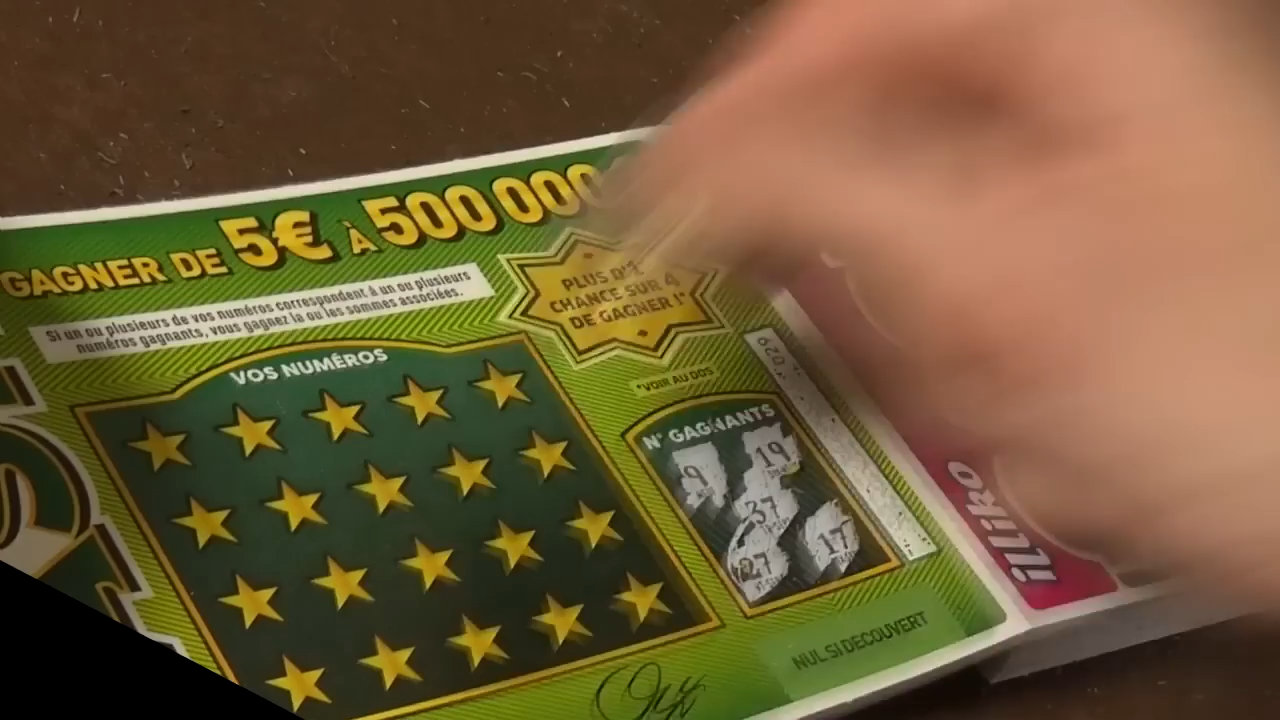 GAGNER DE 5€ À 500 000
Si un ou plusieurs de vos numéros correspondent à un ou plusieurs
numéros gagnants, vous gagnez la ou les sommes associées.
PLUS D'1
CHANCE SUR 4
DE GAGNER !*
*VOIR AU DOS
VOS NUMÉROS
N° GAGNANTS
9
19
37
27
17
029
iLLiKO
NUL SI DECOUVERT